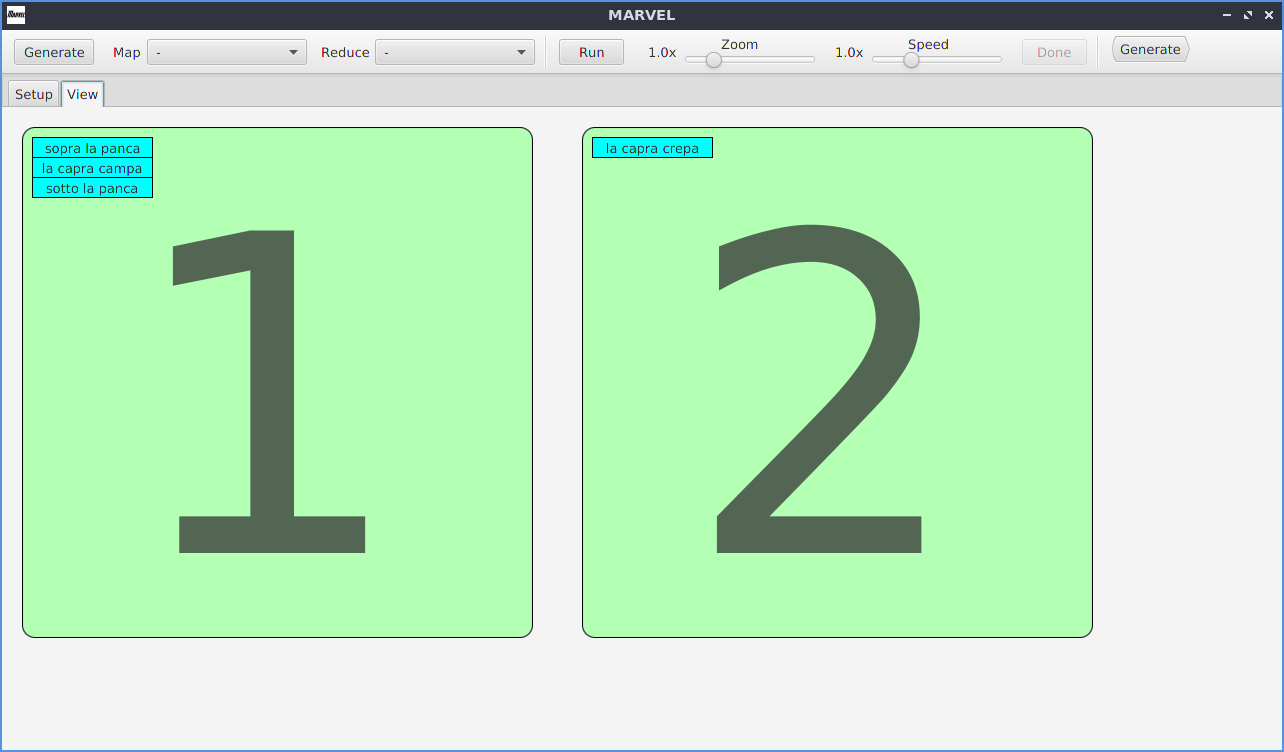 MARVEL
MARVEL
Generate Map - Reduce - Run 1.0x Zoom 1.0x Speed Done Generate
Setup View
sopra la panca
la capra campa
sotto la panca
1
la capra crepa
2